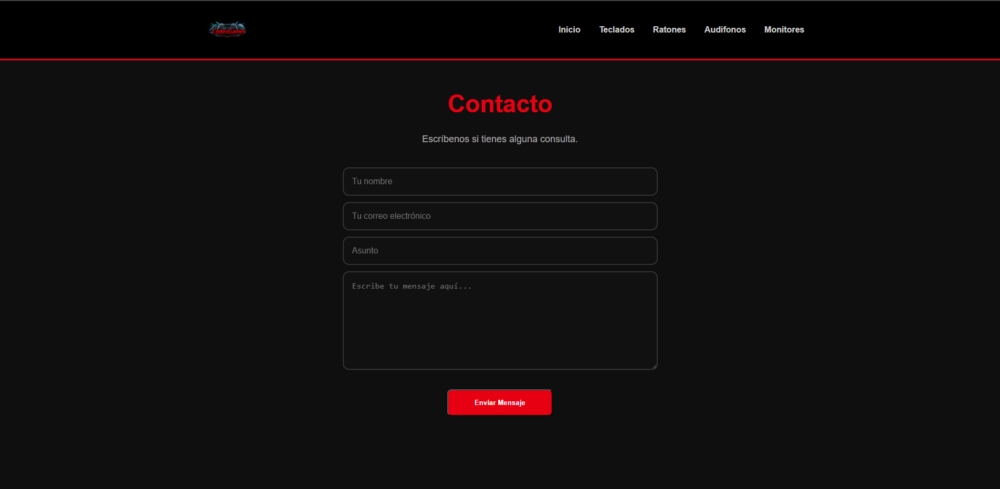 CodexGamer
Inicio Teclados Ratones Audífonos Monitores
Contacto
Escríbenos si tienes alguna consulta.
Tu nombre
Tu correo electrónico
Asunto
Escribe tu mensaje aquí...
Enviar Mensaje